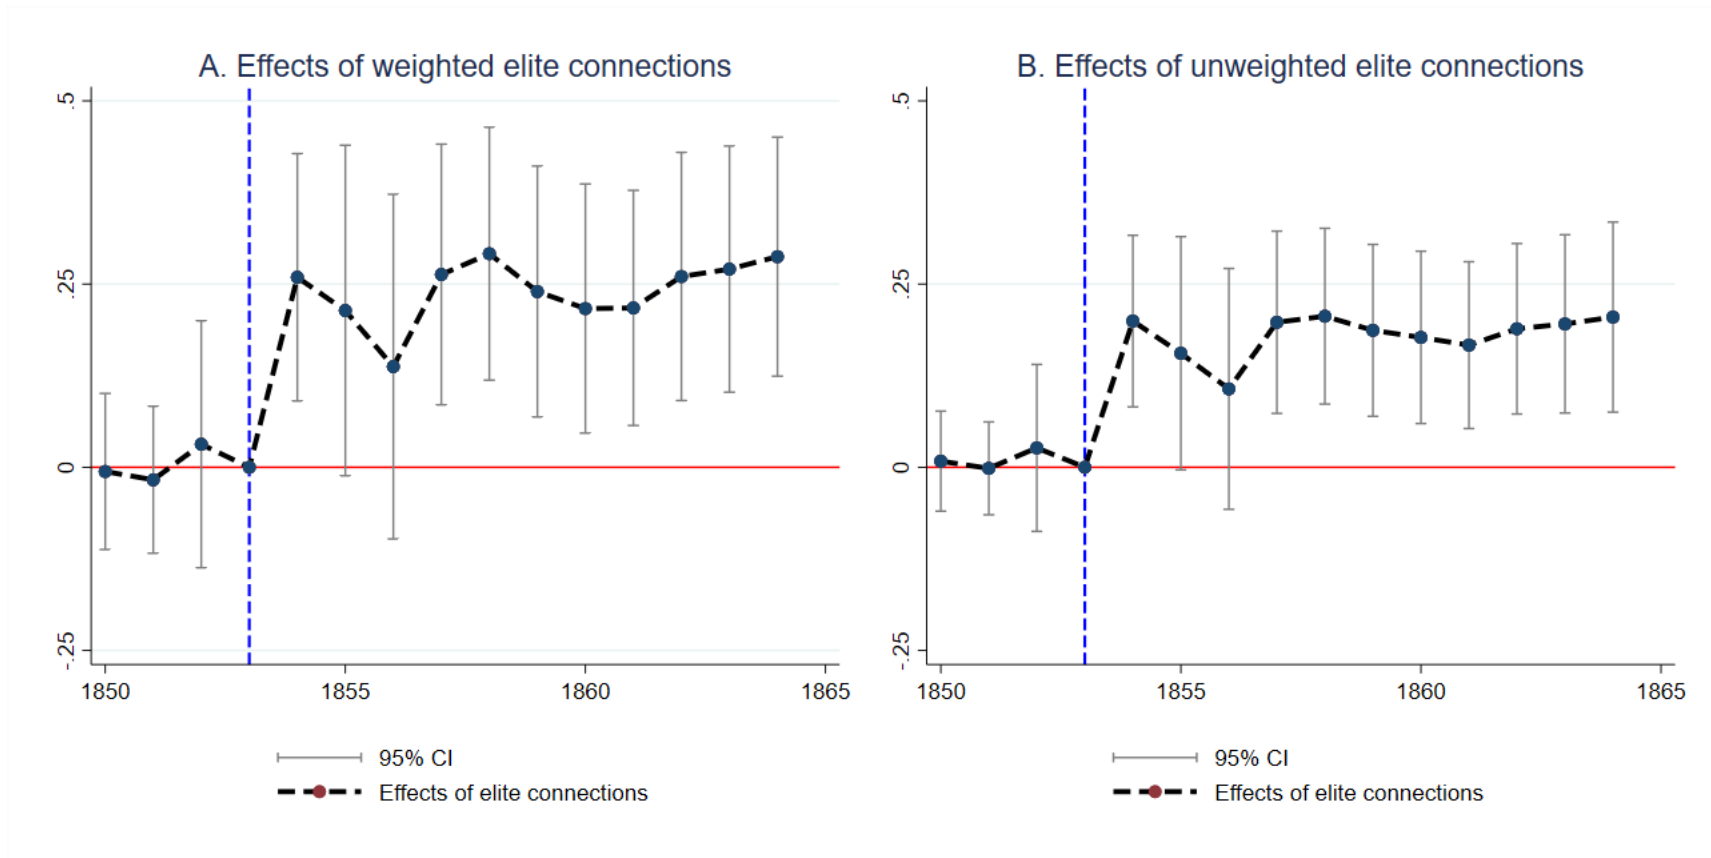 A. Effects of weighted elite connections
.5
.25
0
-.25
1850 1855 1860 1865
95% CI
Effects of elite connections
B. Effects of unweighted elite connections
.5
.25
0
-.25
1850 1855 1860 1865
95% CI
Effects of elite connections